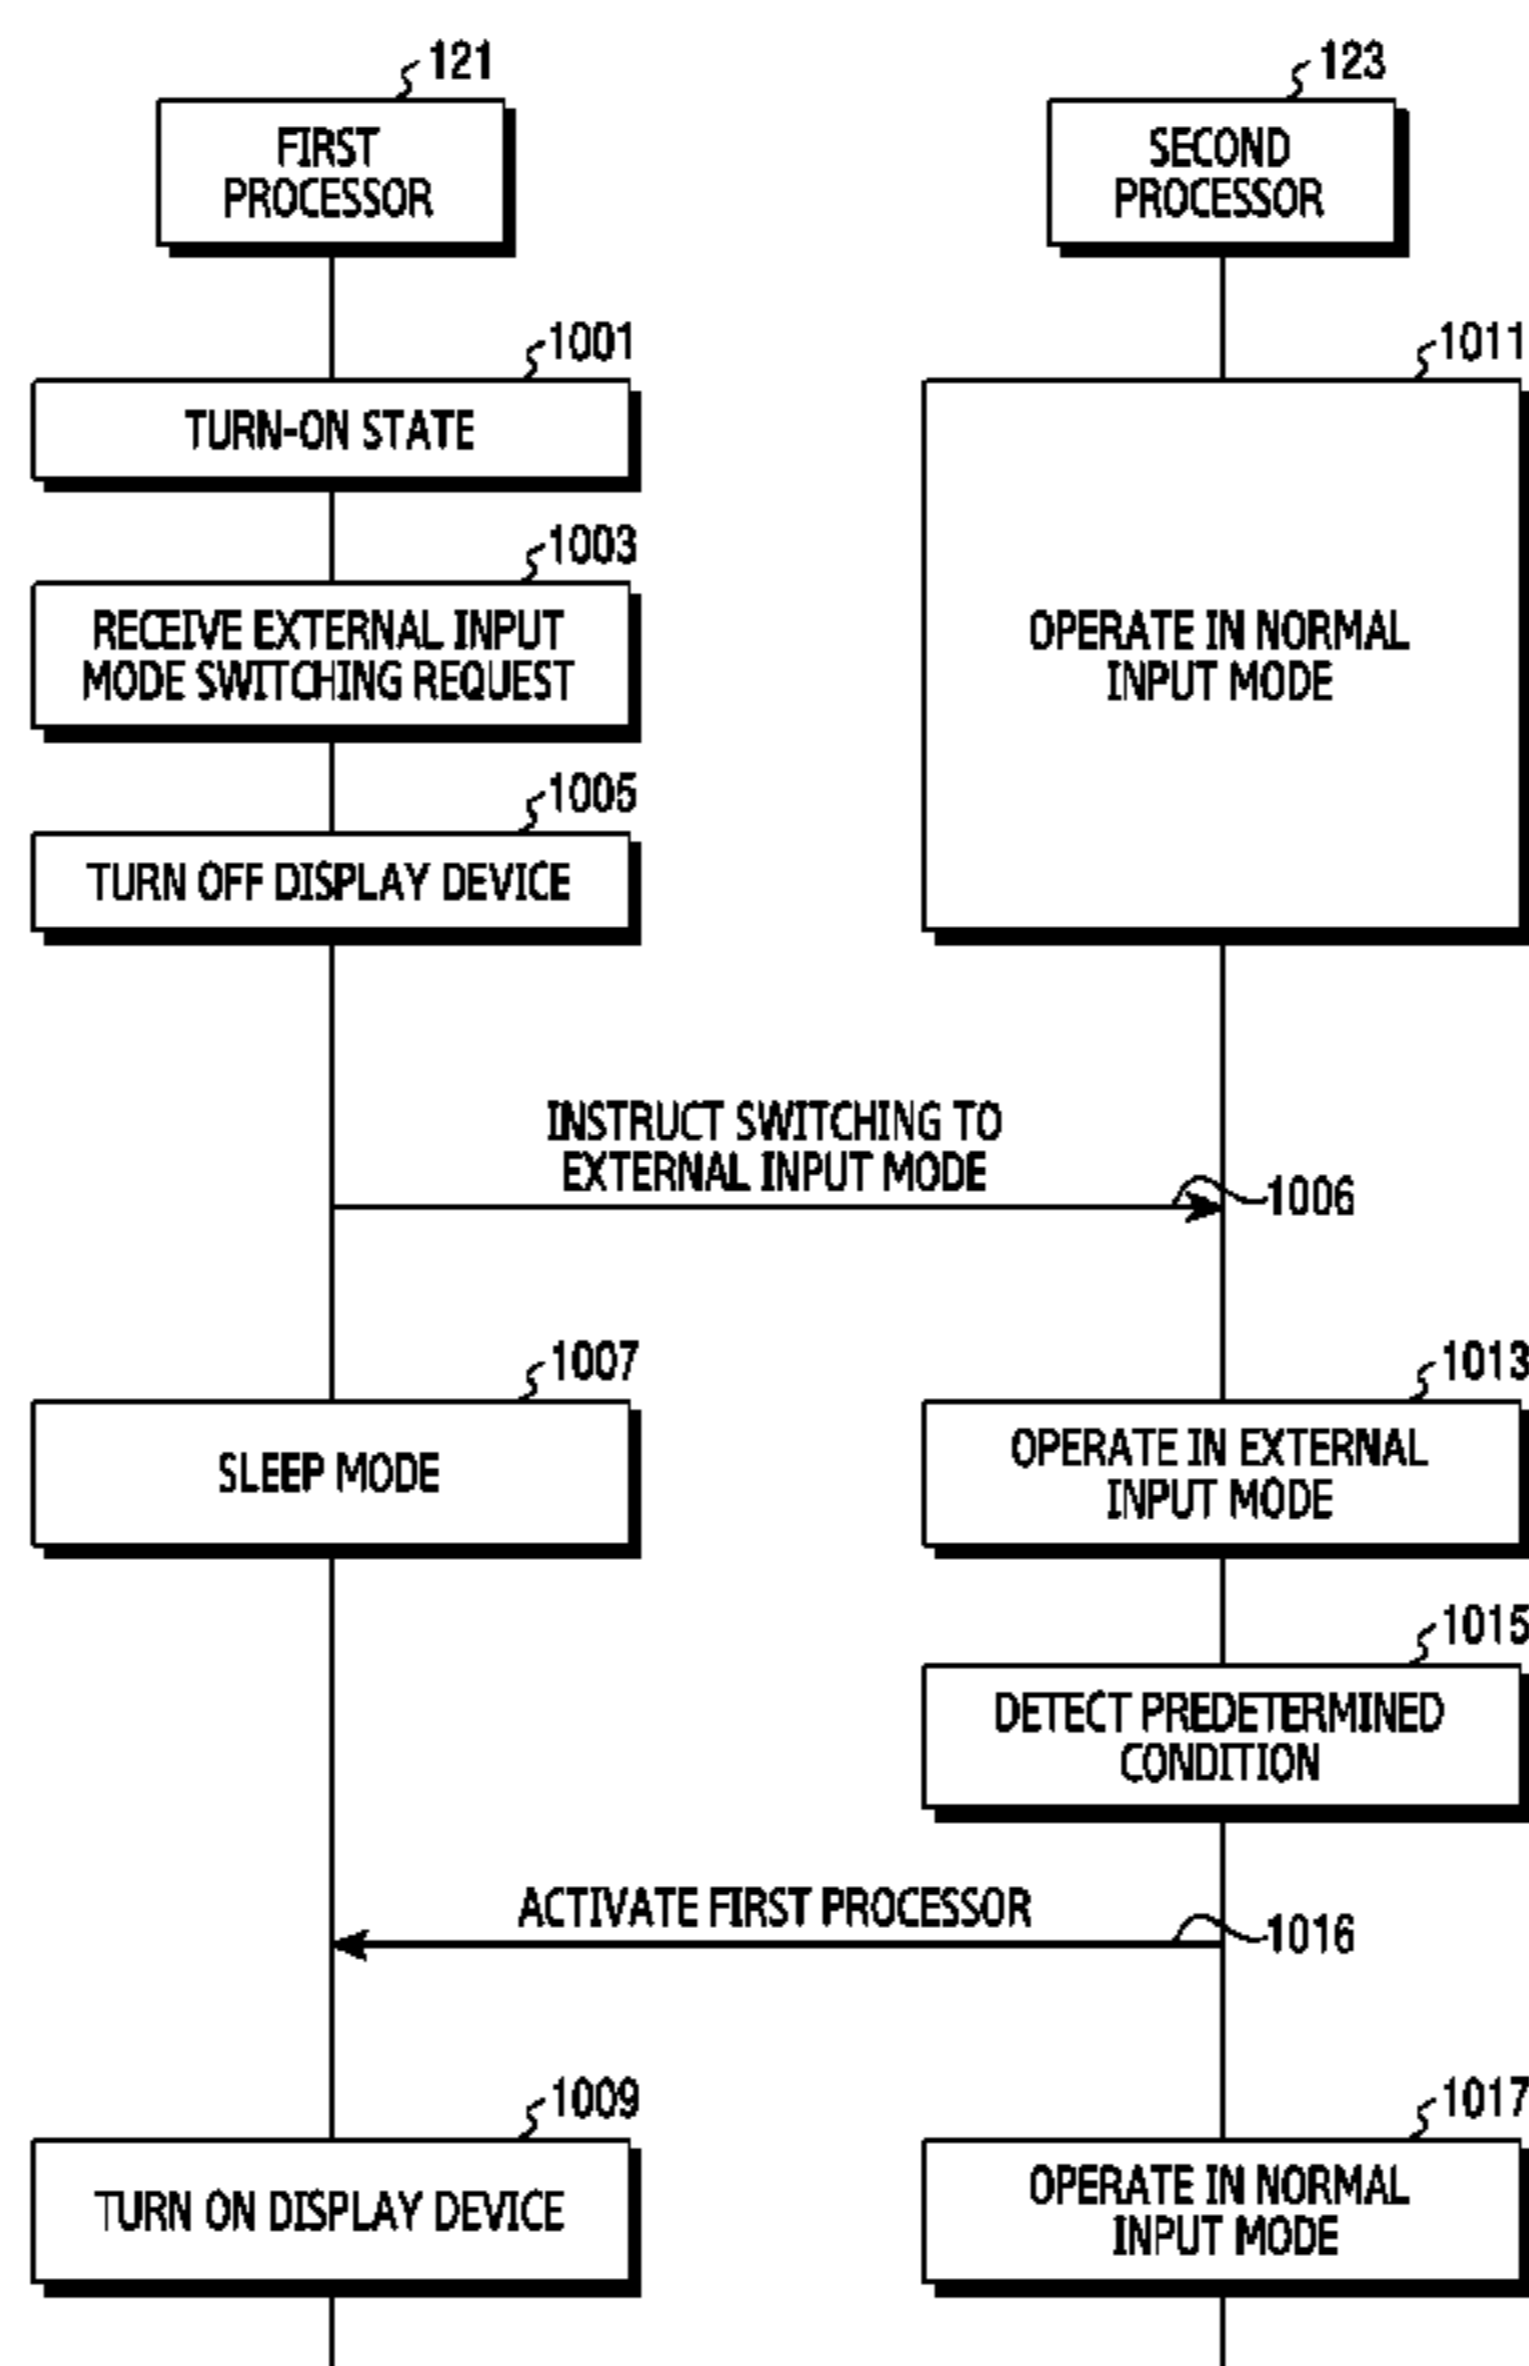 121
FIRST
PROCESSOR
123
SECOND
PROCESSOR
1001
TURN-ON STATE
1011
OPERATE IN NORMAL
INPUT MODE
1003
RECEIVE EXTERNAL INPUT
MODE SWITCHING REQUEST
1005
TURN OFF DISPLAY DEVICE
INSTRUCT SWITCHING TO
EXTERNAL INPUT MODE
1006
1007
SLEEP MODE
1013
OPERATE IN EXTERNAL
INPUT MODE
1015
DETECT PREDETERMINED
CONDITION
ACTIVATE FIRST PROCESSOR
1016
1009
TURN ON DISPLAY DEVICE
1017
OPERATE IN NORMAL
INPUT MODE